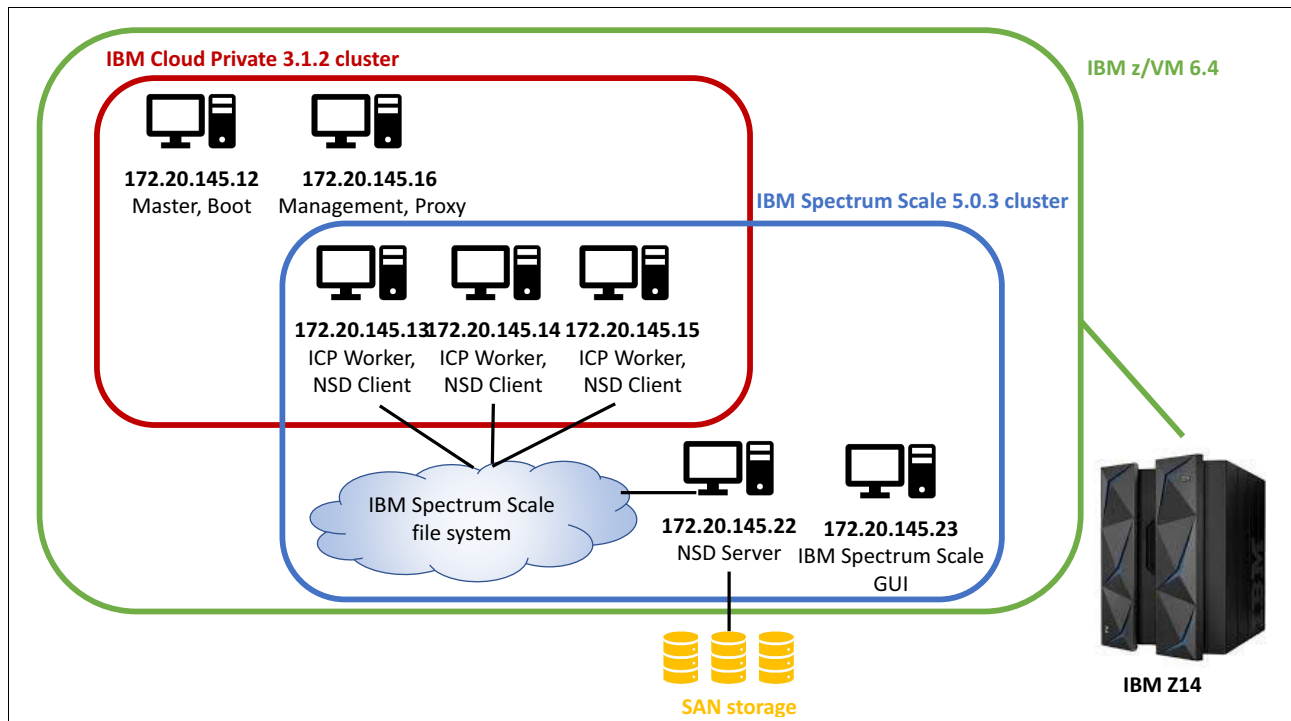 IBM Cloud Private 3.1.2 cluster
IBM z/VM 6.4
172.20.145.12
Master, Boot
172.20.145.16
Management, Proxy
IBM Spectrum Scale 5.0.3 cluster
172.20.145.13
ICP Worker,
NSD Client
172.20.145.14
ICP Worker,
NSD Client
172.20.145.15
ICP Worker,
NSD Client
IBM Spectrum Scale
file system
172.20.145.22
NSD Server
172.20.145.23
IBM Spectrum Scale
GUI
SAN storage
IBM
IBM Z14